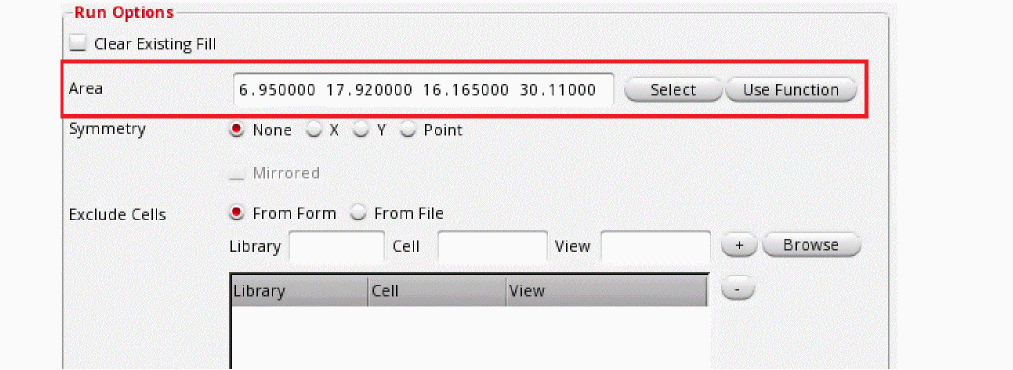 Run Options
Clear Existing Fill
Area 6.950000 17.920000 16.165000 30.11000 Select Use Function
Symmetry None X Y Point
Mirrored
Exclude Cells From Form From File
Library Cell View + Browse
Library Cell View -